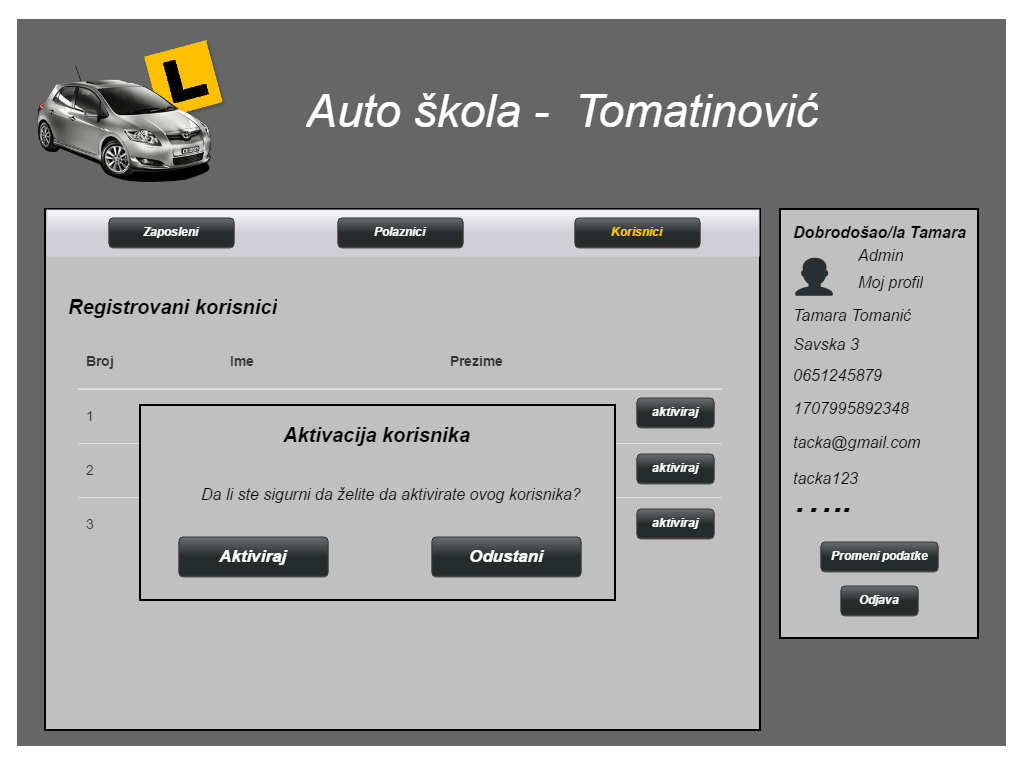 L
Auto škola - Tomatinović
Zaposleni Polaznici Korisnici
Registrovani korisnici
Broj Ime Prezime
1 aktiviraj
2 aktiviraj
3 aktiviraj
Aktivacija korisnika
Da li ste sigurni da želite da aktivirate ovog korisnika?
Aktiviraj Odustani
Dobrodošao/la Tamara
Admin
Moj profil
Tamara Tomanić
Savska 3
0651245879
1707995892348
tacka@gmail.com
tacka123
.....
Promeni podatke
Odjava